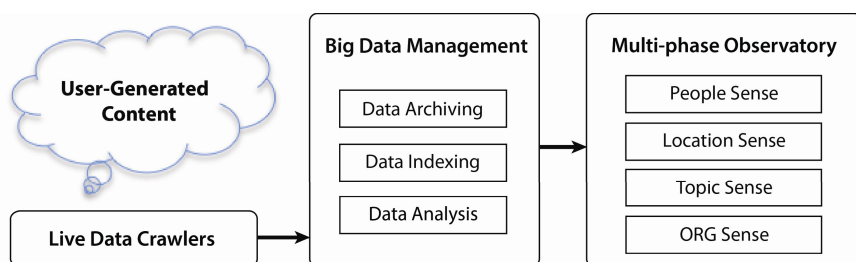 User-Generated
Content
Live Data Crawlers
Big Data Management
Data Archiving
Data Indexing
Data Analysis
Multi-phase Observatory
People Sense
Location Sense
Topic Sense
ORG Sense